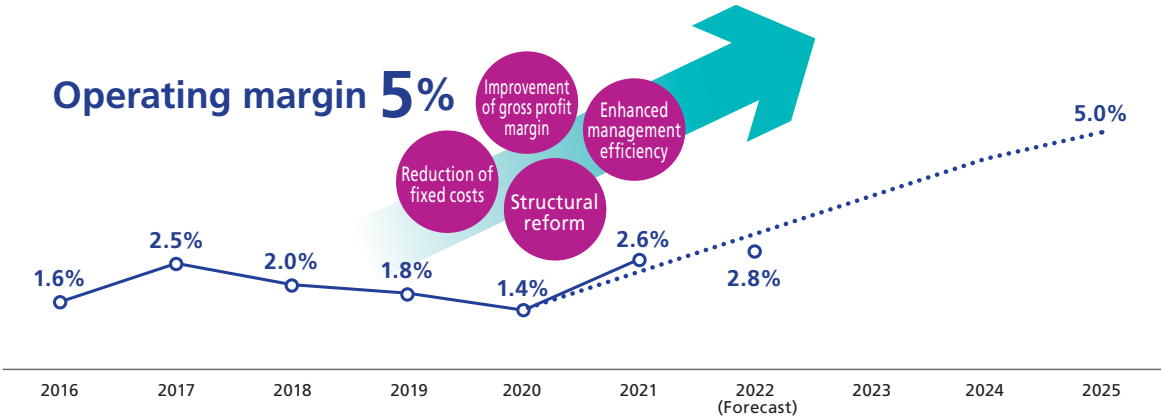 Operating margin 5%
Improvement
of gross profit
margin
Enhanced
management
efficiency
Reduction of
fixed costs
Structural
reform
1.6%
2.5%
2.0%
1.8%
1.4%
2.6%
2.8%
5.0%
2016
2017
2018
2019
2020
2021
2022
(Forecast)
2023
2024
2025